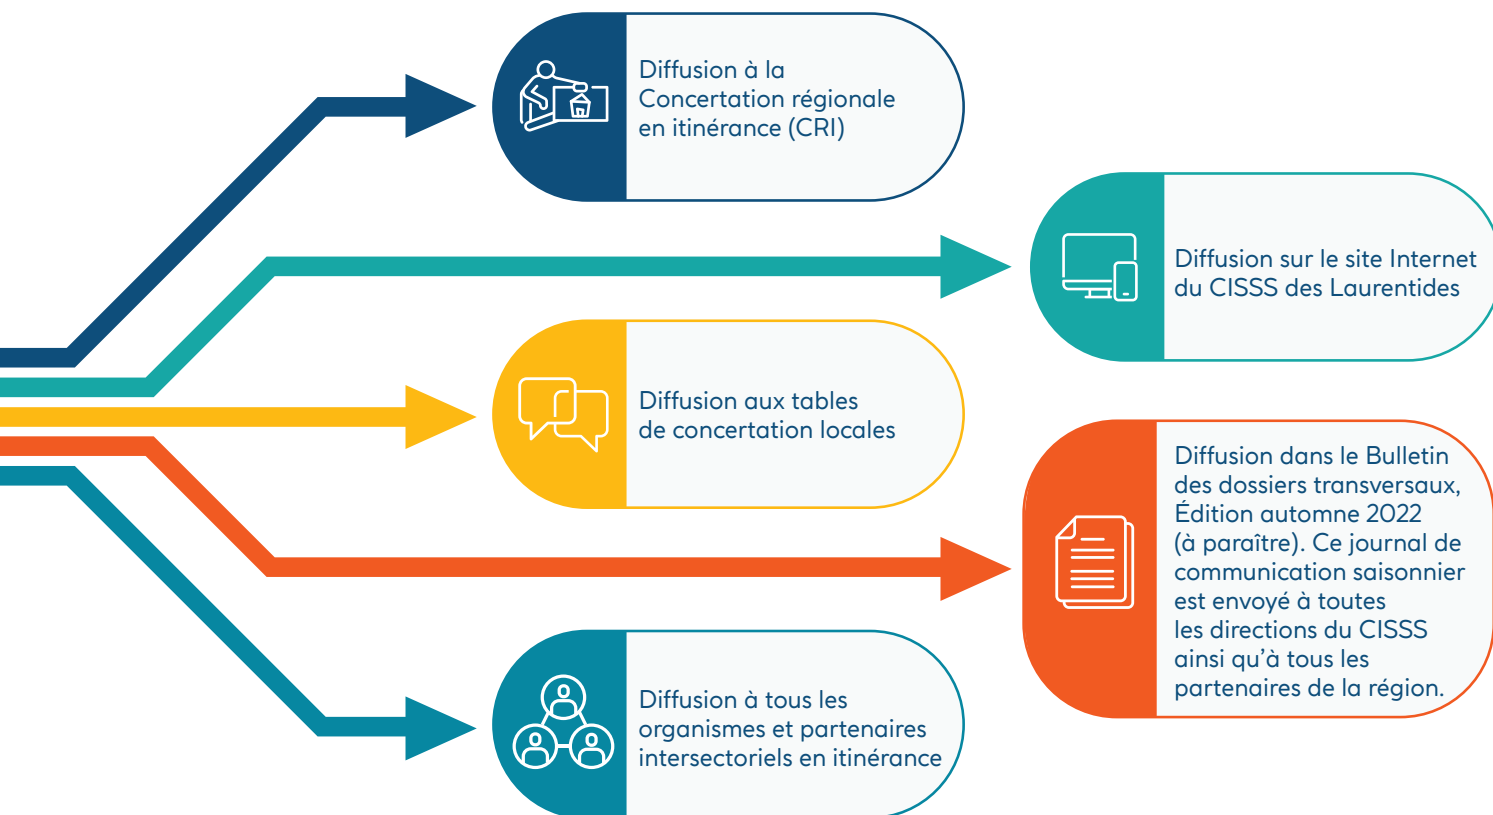 Diffusion à la
Concertation régionale
en itinérance (CRI)
Diffusion sur le site Internet
du CISSS des Laurentides
Diffusion aux tables
de concertation locales
Diffusion dans le Bulletin
des dossiers transversaux,
Édition automne 2022
(à paraître). Ce journal de
communication saisonnier
est envoyé à toutes
les directions du CISSS
ainsi qu'à tous les
partenaires de la région.
Diffusion à tous les
organismes et partenaires
intersectoriels en itinérance